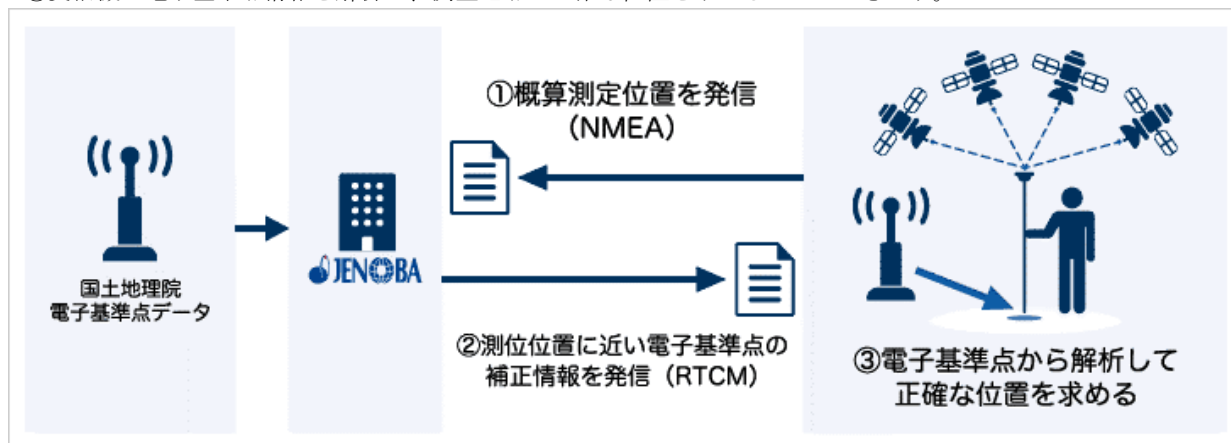 ①概算測定位置を発信
（NMEA）
JENOBA
国土地理院
電子基準点データ
②測位位置に近い電子基準点の
補正情報を発信（RTCM）
③電子基準点から解析して
正確な位置を求める